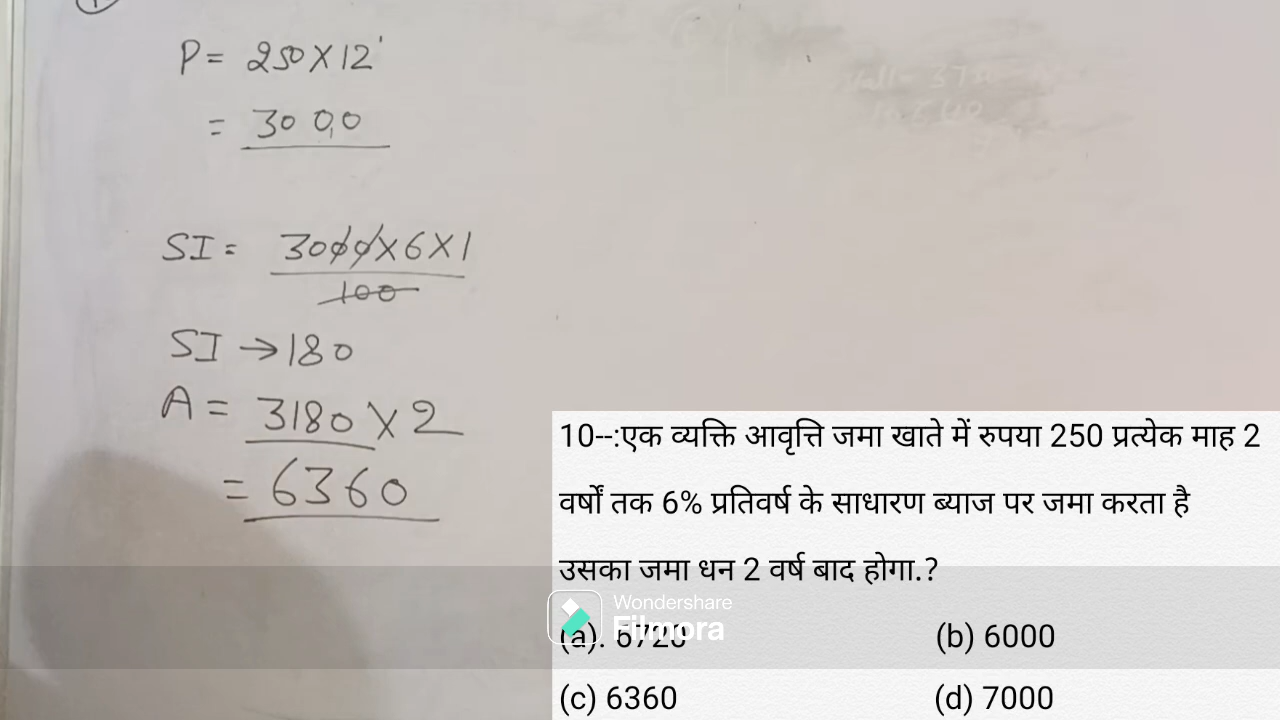 P = 250 X 12
= 3000
SI = 3000 X 6 X 1
100
SI → 180
A = 3180 X 2
= 6360
10--:एक व्यक्ति आवृत्ति जमा खाते में रुपया 250 प्रत्येक माह 2
वर्षों तक 6% प्रतिवर्ष के साधारण ब्याज पर जमा करता है
उसका जमा धन 2 वर्ष बाद होगा.?
Wondershare
Filmora
(a). 6720 (b) 6000
(c) 6360 (d) 7000